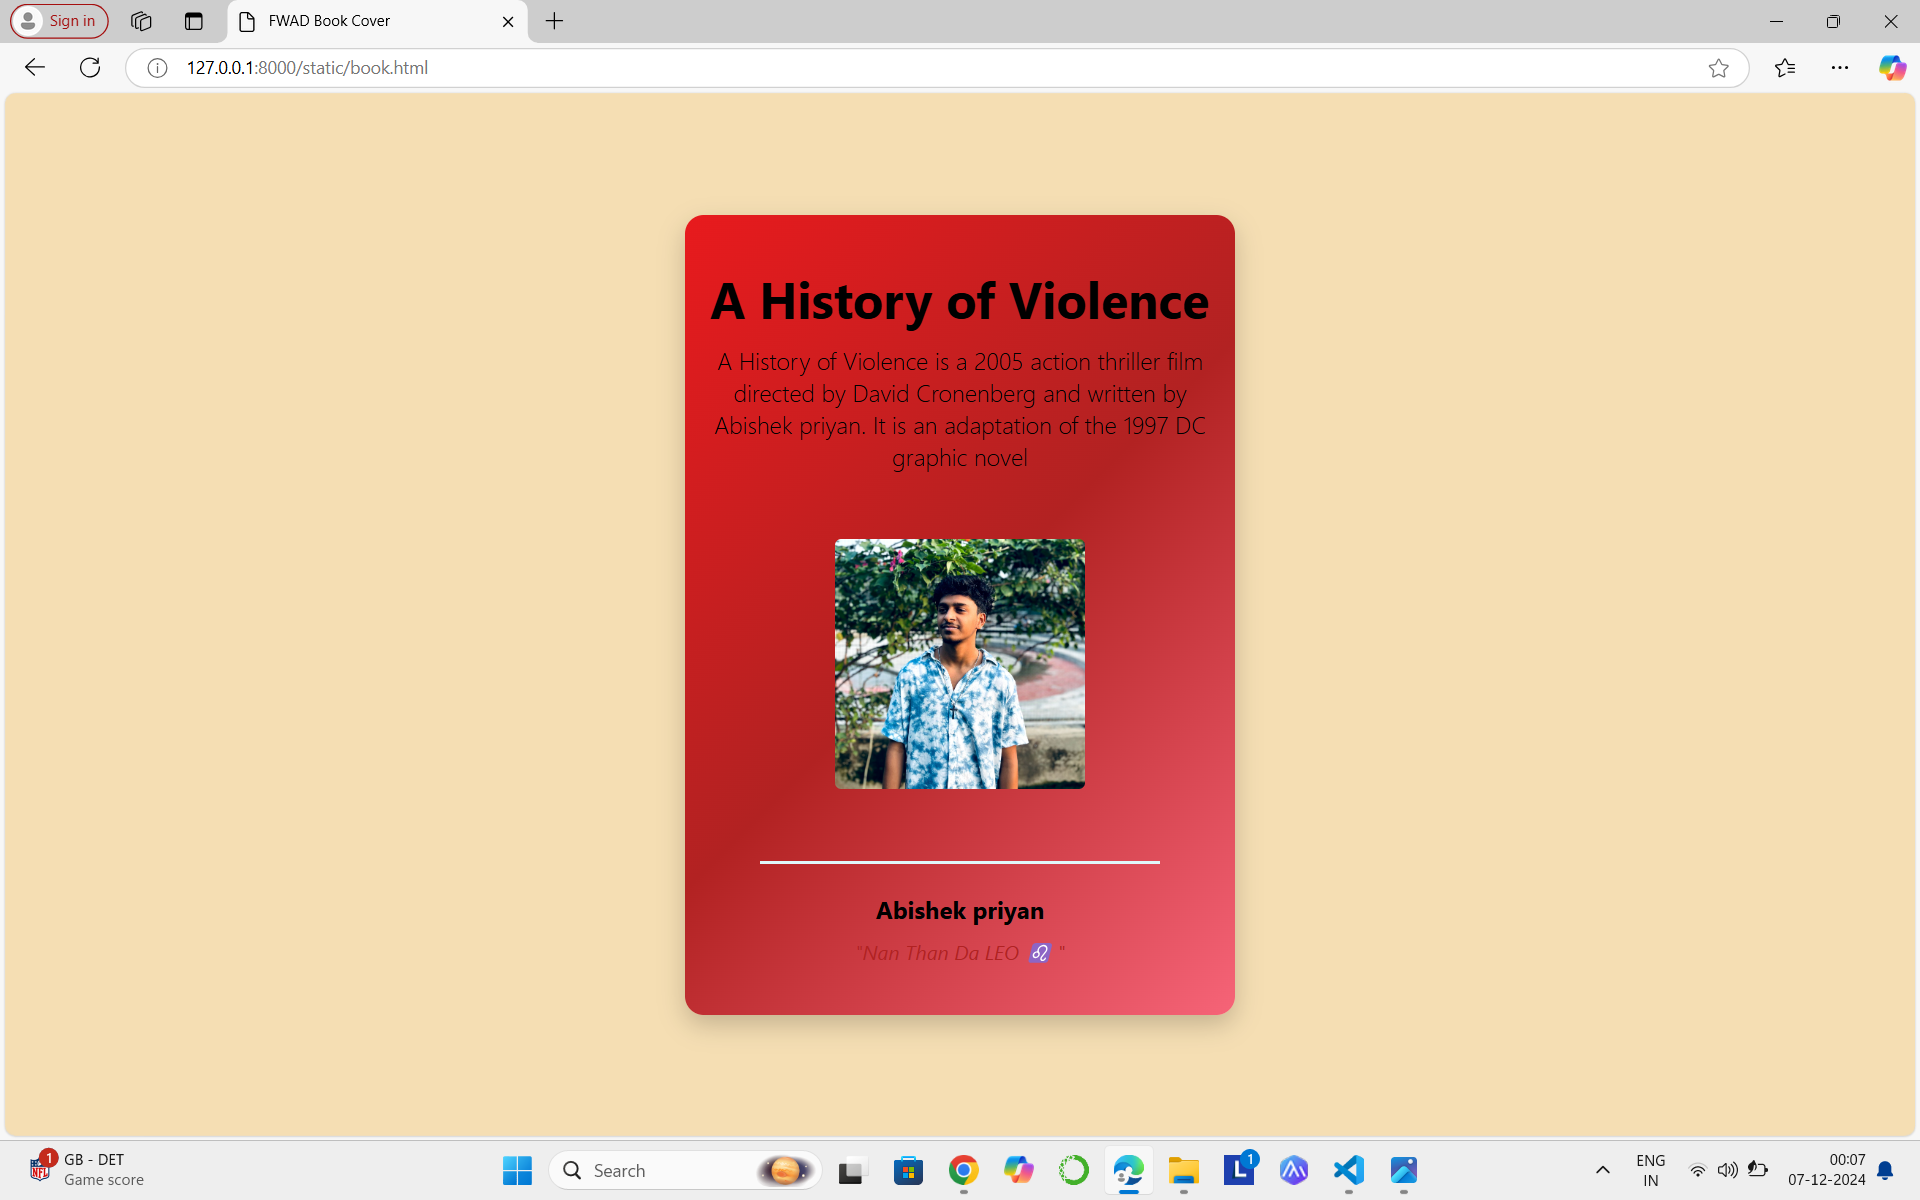 Sign in
FWAD Book Cover
127.0.0.1:8000/static/book.html
A History of Violence
A History of Violence is a 2005 action thriller film
directed by David Cronenberg and written by
Abishek priyan. It is an adaptation of the 1997 DC
graphic novel
Abishek priyan
"Nan Than Da LEO ♌ "
1
GB - DET
Game score
Search
1
ENG
IN
00:07
07-12-2024